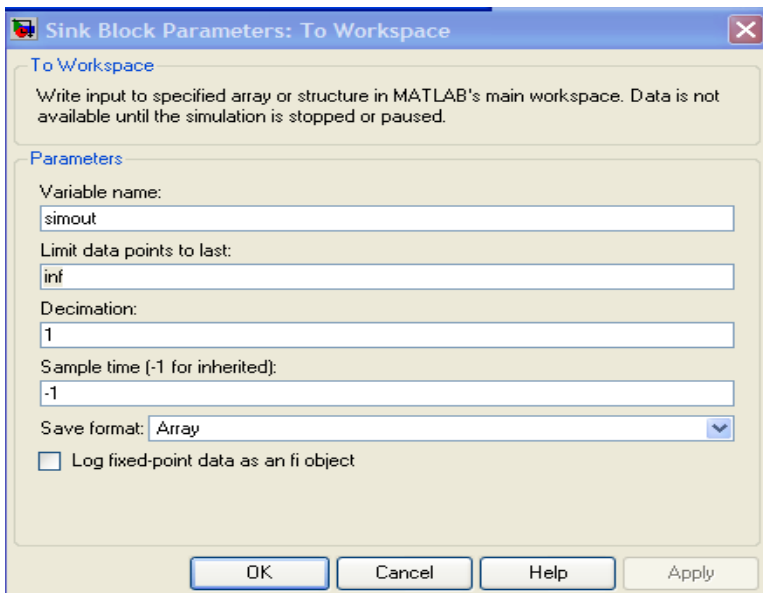 Sink Block Parameters: To Workspace
To Workspace
Write input to specified array or structure in MATLAB's main workspace. Data is not
available until the simulation is stopped or paused.
Parameters
Variable name:
simout
Limit data points to last:
inf
Decimation:
1
Sample time (-1 for inherited):
-1
Save format: Array
Log fixed-point data as an fi object
OK Cancel Help Apply